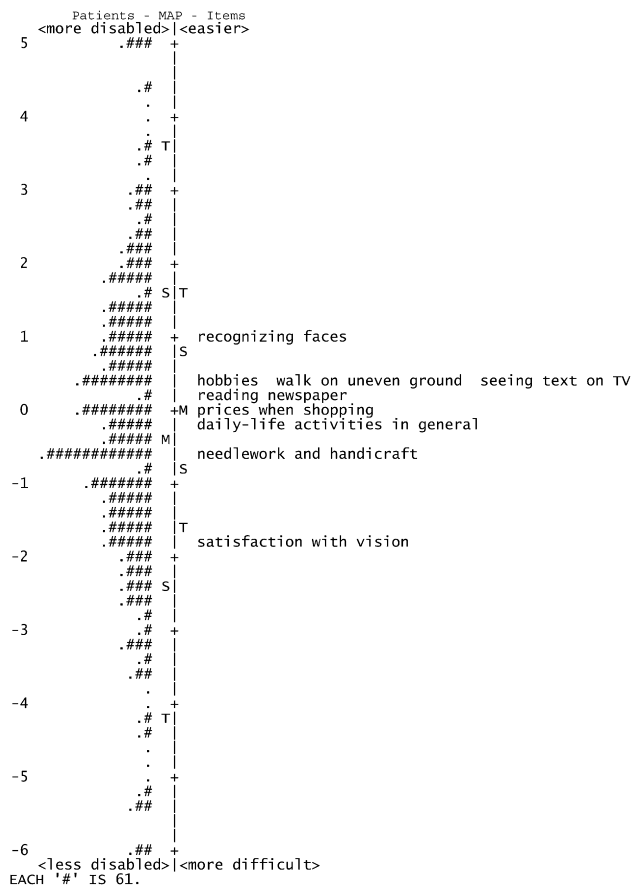 Patients - MAP - Items
<more disabled>|<easier>
5 .### +
|
|
.# |
. |
4 . +
. |
.# T|
.# |
. |
3 .## +
.## |
.# |
.## |
.### |
2 .### +
.##### |
.# S|T
.##### |
.##### |
1 .##### + recognizing faces
.###### |S
.##### |
.######## | hobbies walk on uneven ground seeing text on TV
.# | reading newspaper
0 .######## +M prices when shopping
.##### | daily-life activities in general
.##### M|
.############ | needlework and handicraft
.# |S
-1 .####### +
.##### |
.##### |
.##### |T
.##### | satisfaction with vision
-2 .### +
.### |
.### S|
.### |
.# |
-3 .# +
.### |
.# |
.## |
. |
-4 . +
.# T|
.# |
. |
. |
-5 . +
.# |
.## |
|
|
-6 .## +
<less disabled>|<more difficult>
EACH '#' IS 61.